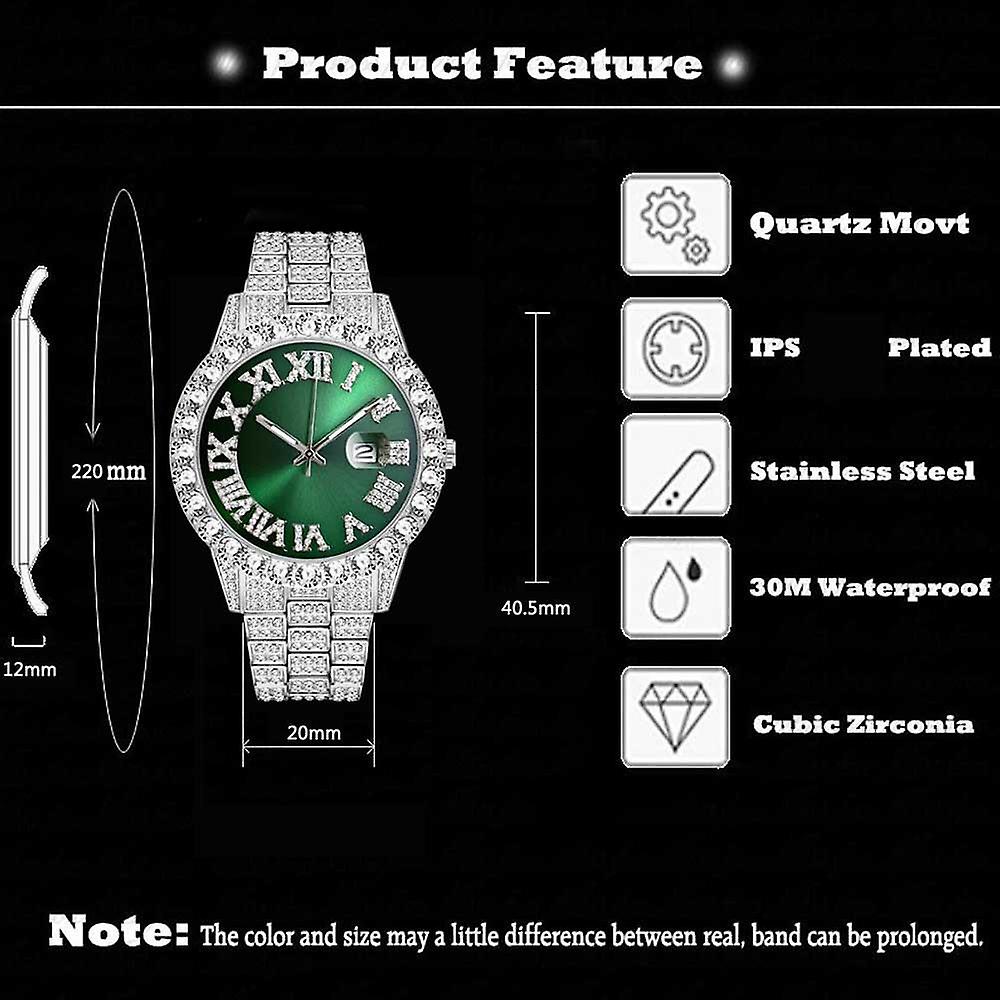 Product Feature
Quartz Movt
IPS Plated
220 mm
Stainless Steel
30M Waterproof
40.5mm
12mm
Cubic Zirconia
20mm
XII
I
II
III
IIII
V
VI
VII
VIII
IX
X
XI
2
Note: The color and size may a little difference between real, band can be prolonged.